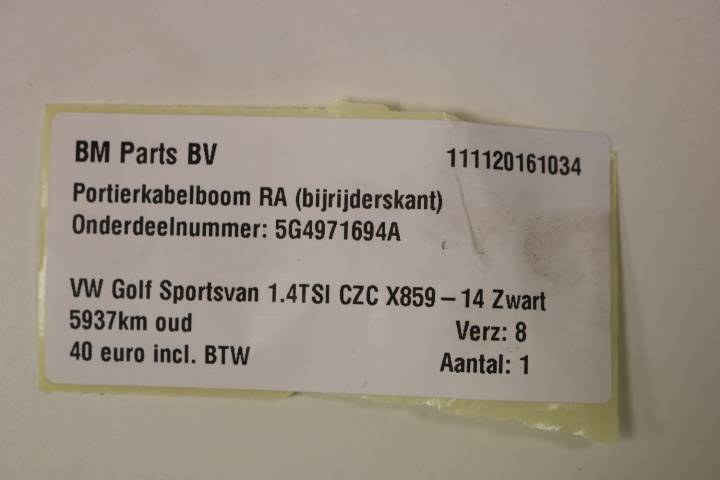 BM Parts BV 111120161034
Portierkabelboom RA (bijrijderskant)
Onderdeelnummer: 5G4971694A
VW Golf Sportsvan 1.4TSI CZC X859 – 14 Zwart
5937km oud Verz: 8
40 euro incl. BTW Aantal: 1